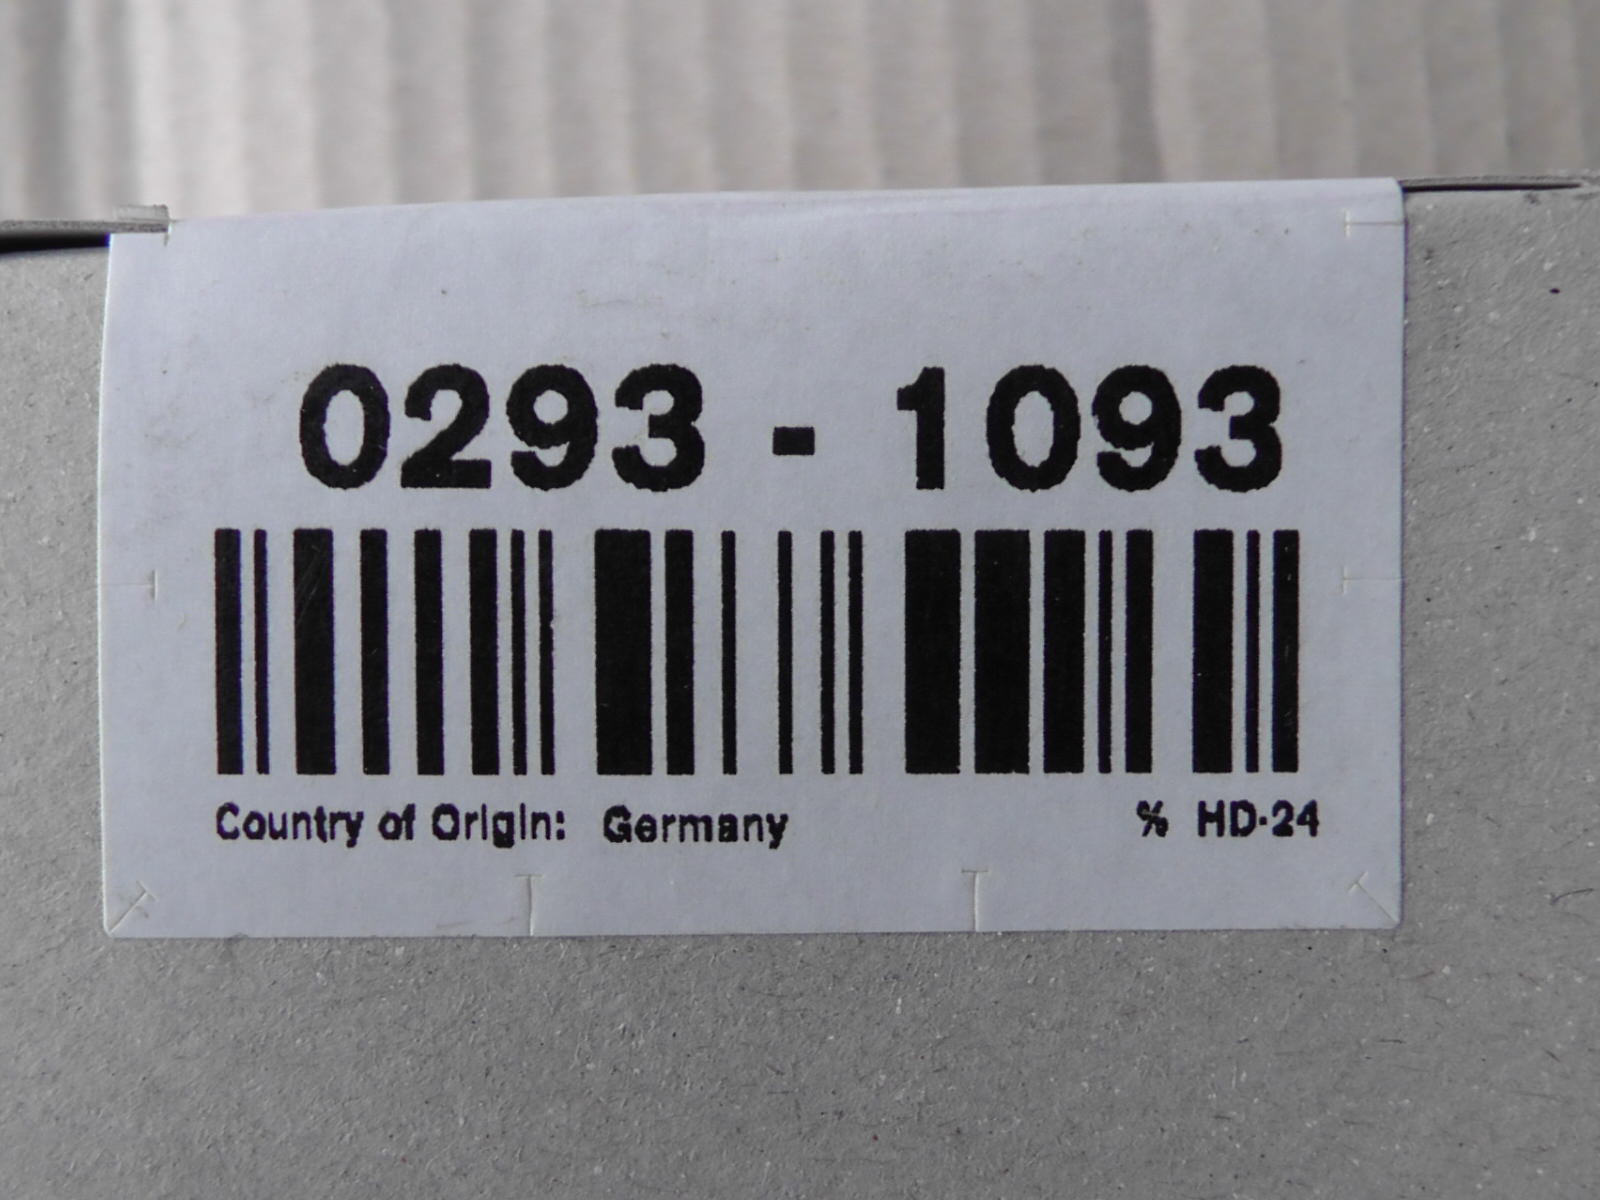 0293 - 1093
Country of Origin: Germany % HD-24